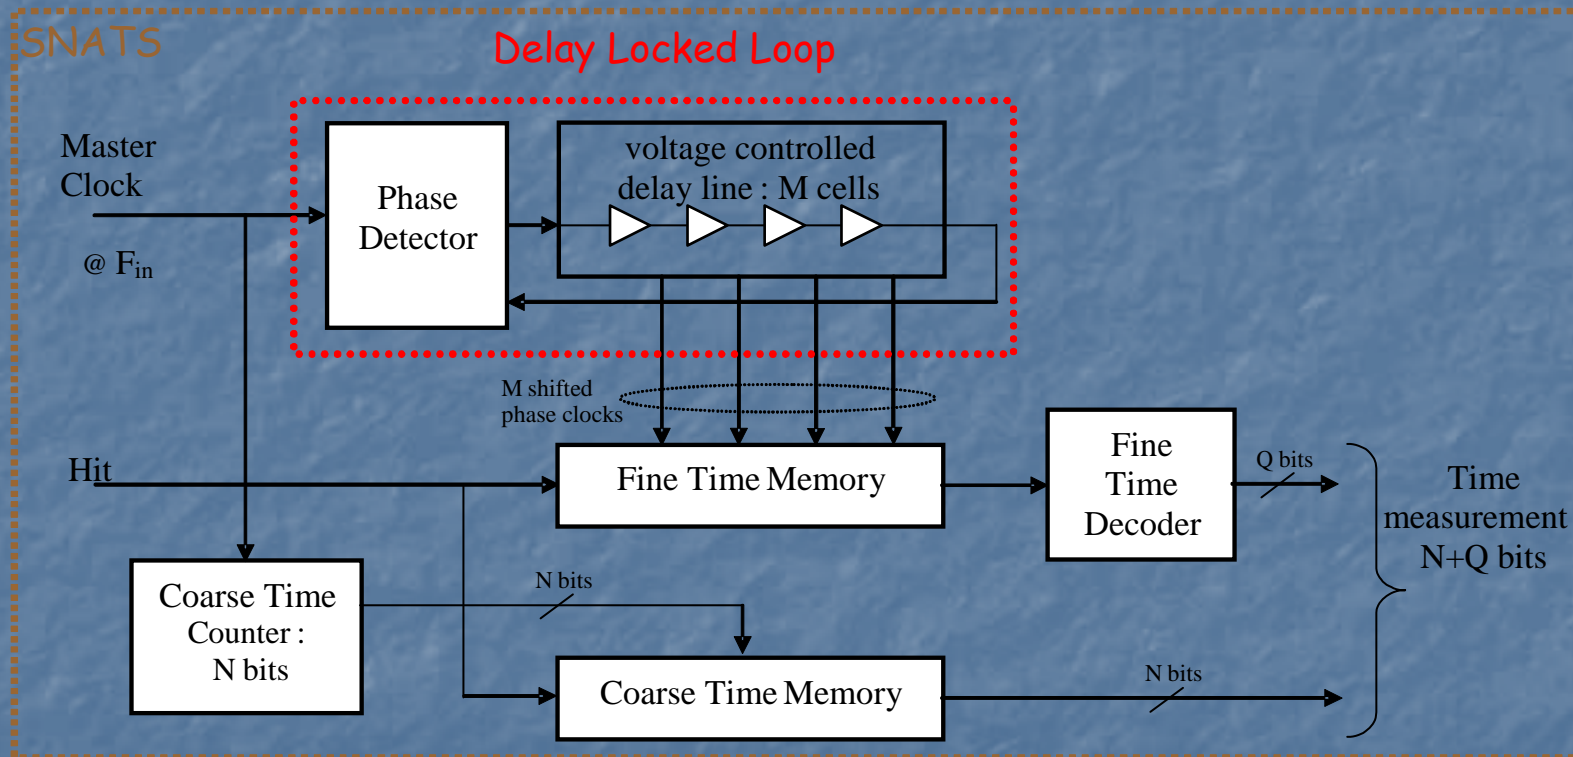 SNATS
Delay Locked Loop
Master
Clock
@ Fin
Phase
Detector
voltage controlled
delay line : M cells
M shifted
phase clocks
Hit
Fine Time Memory
Fine
Time
Decoder
Q bits
Time
measurement
N+Q bits
Coarse Time
Counter :
N bits
N bits
Coarse Time Memory
N bits